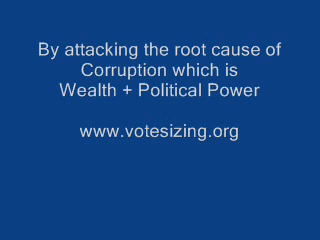 By attacking the root cause of
Corruption which is
Wealth + Political Power
www.votesizing.org